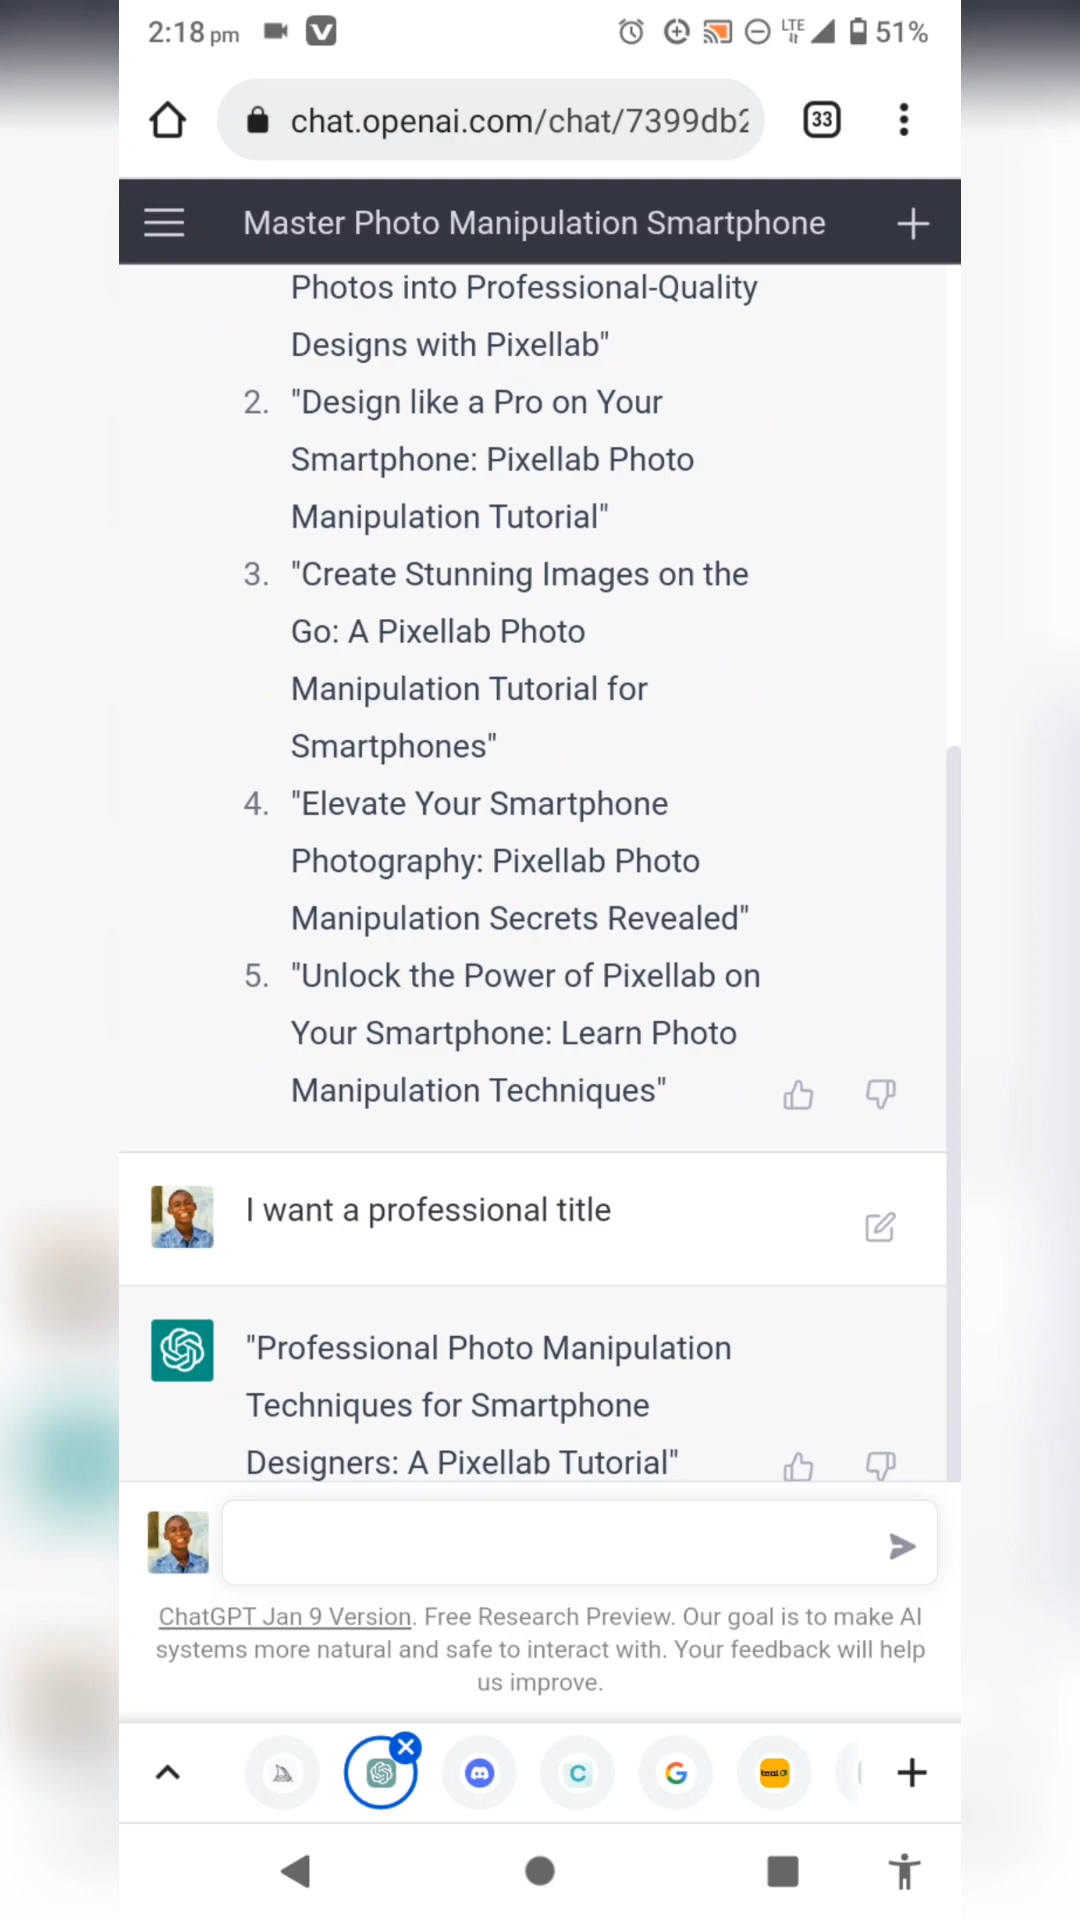 2:18 pm LTE 51%
chat.openai.com/chat/7399db2 33
Master Photo Manipulation Smartphone
Photos into Professional-Quality
Designs with Pixellab"
2. "Design like a Pro on Your
Smartphone: Pixellab Photo
Manipulation Tutorial"
3. "Create Stunning Images on the
Go: A Pixellab Photo
Manipulation Tutorial for
Smartphones"
4. "Elevate Your Smartphone
Photography: Pixellab Photo
Manipulation Secrets Revealed"
5. "Unlock the Power of Pixellab on
Your Smartphone: Learn Photo
Manipulation Techniques"
I want a professional title
"Professional Photo Manipulation
Techniques for Smartphone
Designers: A Pixellab Tutorial"
ChatGPT Jan 9 Version. Free Research Preview. Our goal is to make AI
systems more natural and safe to interact with. Your feedback will help
us improve.